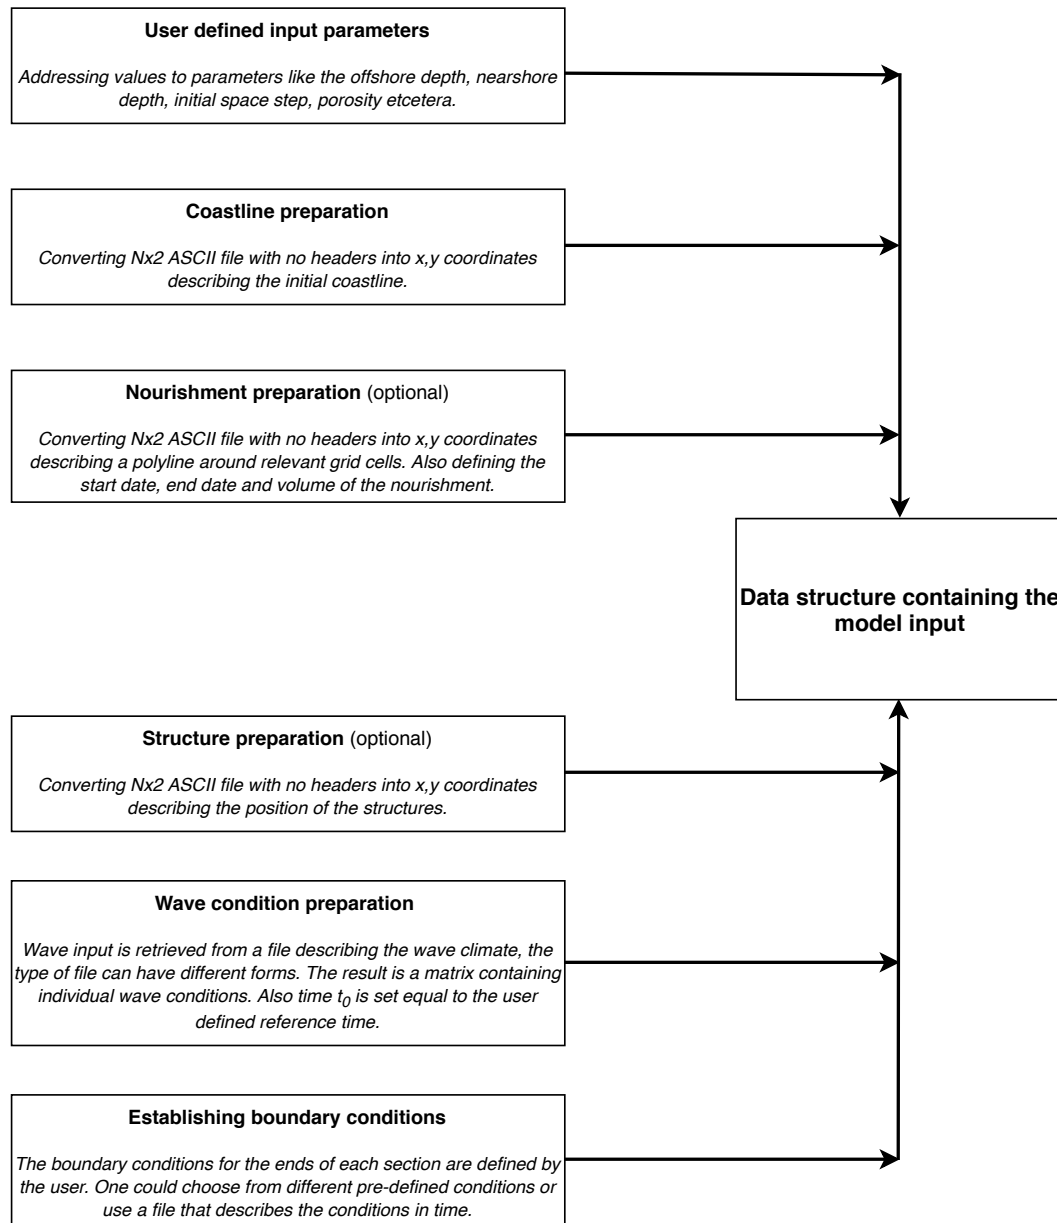 User defined input parameters
Addressing values to parameters like the offshore depth, nearshore
depth, initial space step, porosity etcetera.
Coastline preparation
Converting Nx2 ASCII file with no headers into x,y coordinates
describing the initial coastline.
Nourishment preparation (optional)
Converting Nx2 ASCII file with no headers into x,y coordinates
describing a polyline around relevant grid cells. Also defining the
start date, end date and volume of the nourishment.
Data structure containing the
model input
Structure preparation (optional)
Converting Nx2 ASCII file with no headers into x,y coordinates
describing the position of the structures.
Wave condition preparation
Wave input is retrieved from a file describing the wave climate, the
type of file can have different forms. The result is a matrix containing
individual wave conditions. Also time t0 is set equal to the user
defined reference time.
Establishing boundary conditions
The boundary conditions for the ends of each section are defined by
the user. One could choose from different pre-defined conditions or
use a file that describes the conditions in time.